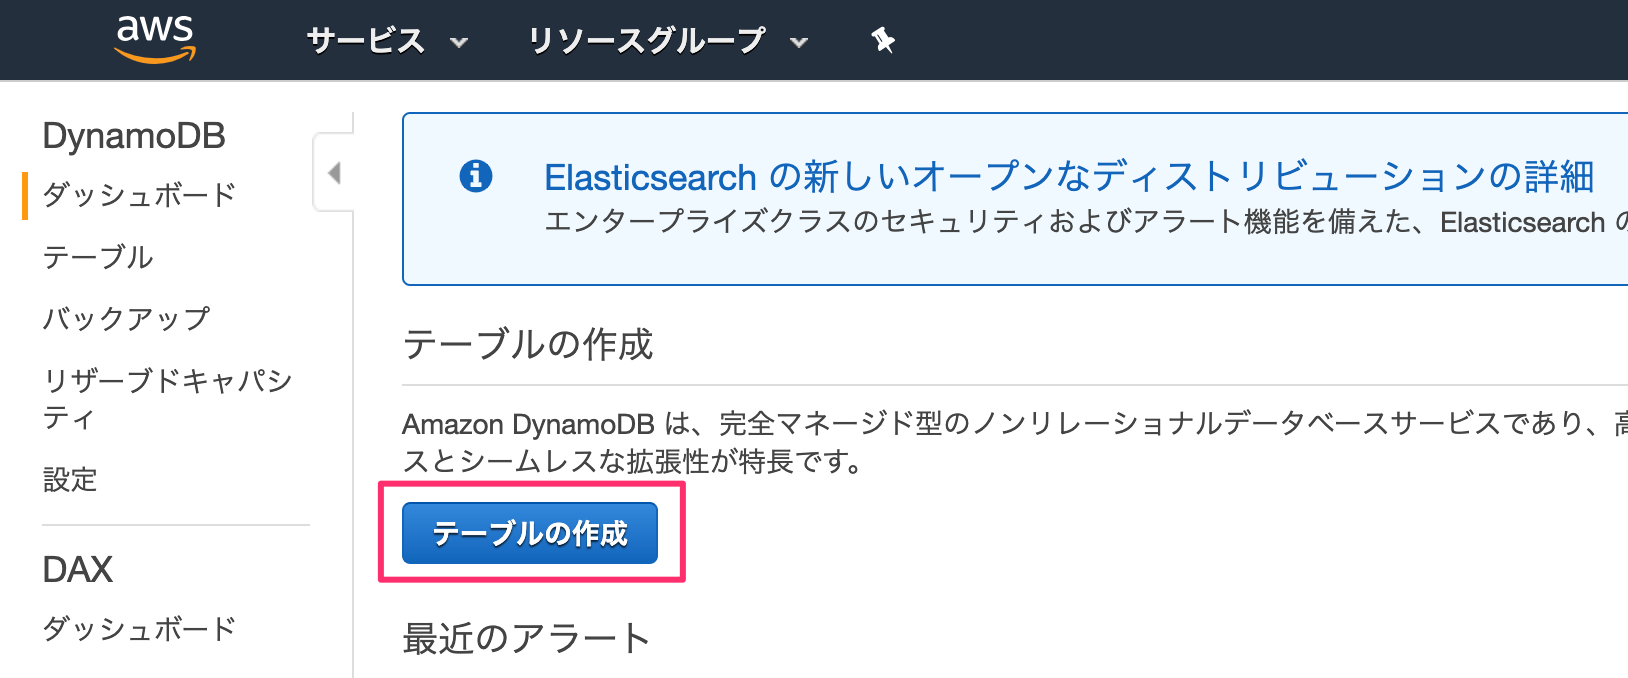 aws
サービス
リソースグループ
DynamoDB
ダッシュボード
テーブル
バックアップ
リザーブドキャパシ
ティ
設定
DAX
ダッシュボード
Elasticsearch の新しいオープンなディストリビューションの詳細
エンタープライズクラスのセキュリティおよびアラート機能を備えた、Elasticsearch の
テーブルの作成
Amazon DynamoDB は、完全マネージド型のノンリレーショナルデータベースサービスであり、高
スとシームレスな拡張性が特長です。
テーブルの作成
最近のアラート